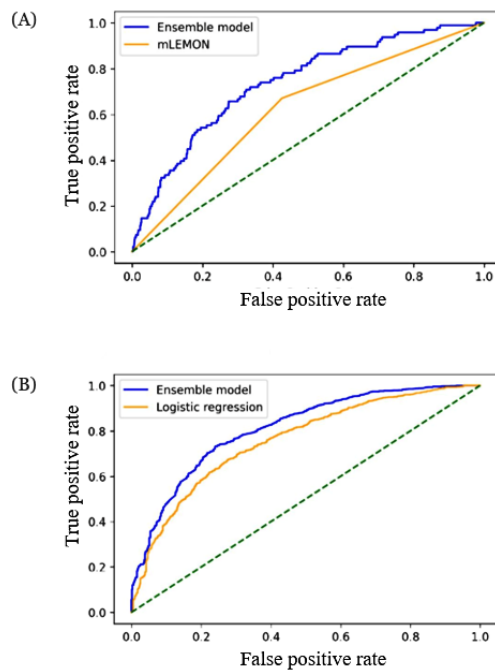 (A)
Ensemble model
mLEMON
True positive rate
1.0
0.8
0.6
0.4
0.2
0.0
0.0 0.2 0.4 0.6 0.8 1.0
False positive rate
(B)
Ensemble model
Logistic regression
True positive rate
1.0
0.8
0.6
0.4
0.2
0.0
0.0 0.2 0.4 0.6 0.8 1.0
False positive rate